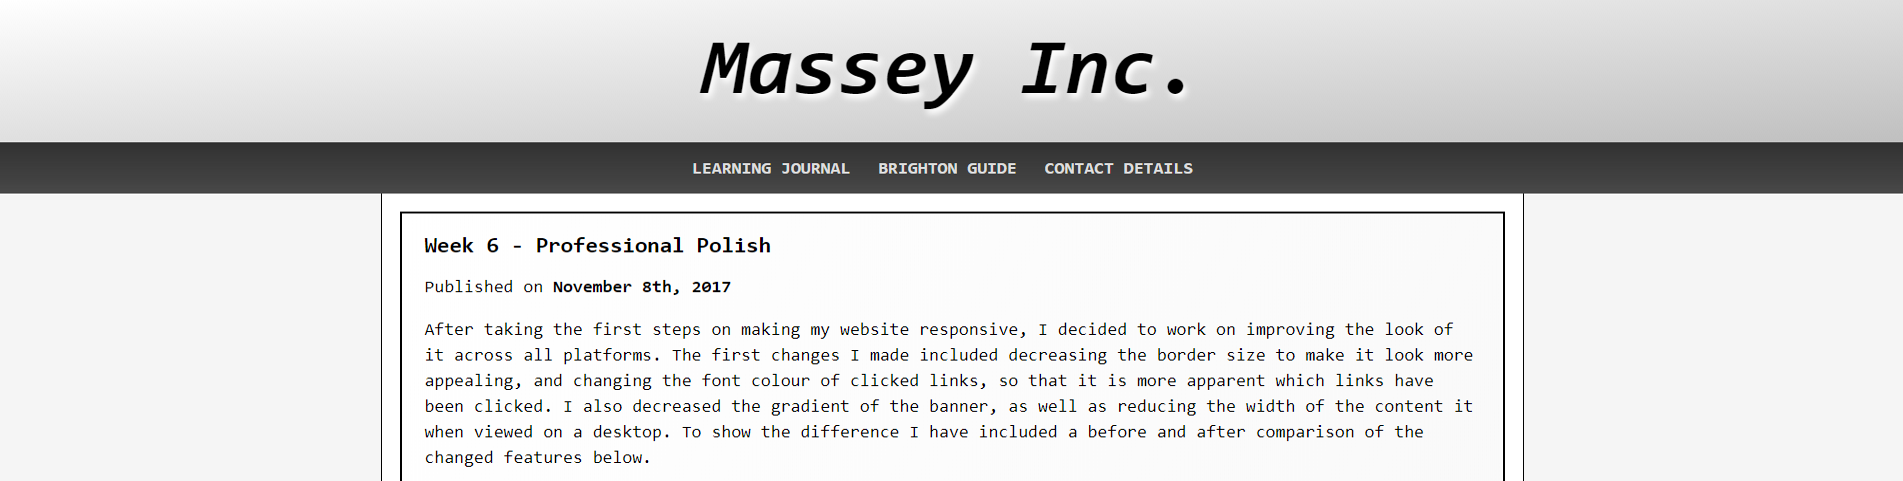 Massey Inc.
LEARNING JOURNAL BRIGHTON GUIDE CONTACT DETAILS
Week 6 - Professional Polish
Published on November 8th, 2017
After taking the first steps on making my website responsive, I decided to work on improving the look of
it across all platforms. The first changes I made included decreasing the border size to make it look more
appealing, and changing the font colour of clicked links, so that it is more apparent which links have
been clicked. I also decreased the gradient of the banner, as well as reducing the width of the content it
when viewed on a desktop. To show the difference I have included a before and after comparison of the
changed features below.